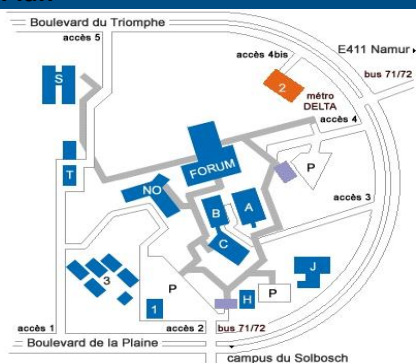 Boulevard du Triomphe
accès 5
accès 4bis
E411 Namur
bus 71/72
S
2
métro
DELTA
accès 4
T
FORUM
P
NO
B
A
accès 3
C
3
P
J
P
H
1
accès 1
accès 2
bus 71/72
Boulevard de la Plaine
campus du Solbosch